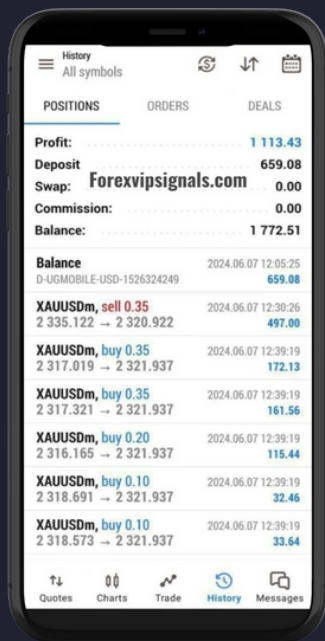 History
All symbols
POSITIONS ORDERS DEALS
Profit: 1 113.43
Deposit 659.08
Forexvipsignals.com
Swap: 0.00
Commission: 0.00
Balance: 1 772.51
Balance 2024.06.07 12:05:25
D-UGMOBILE-USD-1526324249 659.08
XAUUSDm, sell 0.35 2024.06.07 12:30:26
2 335.122 → 2 320.922 497.00
XAUUSDm, buy 0.35 2024.06.07 12:39:19
2 317.019 → 2 321.937 172.13
XAUUSDm, buy 0.35 2024.06.07 12:39:19
2 317.321 → 2 321.937 161.56
XAUUSDm, buy 0.20 2024.06.07 12:39:19
2 316.165 → 2 321.937 115.44
XAUUSDm, buy 0.10 2024.06.07 12:39:19
2 318.691 → 2 321.937 32.46
XAUUSDm, buy 0.10 2024.06.07 12:39:19
2 318.573 → 2 321.937 33.64
Quotes Charts Trade History Messages